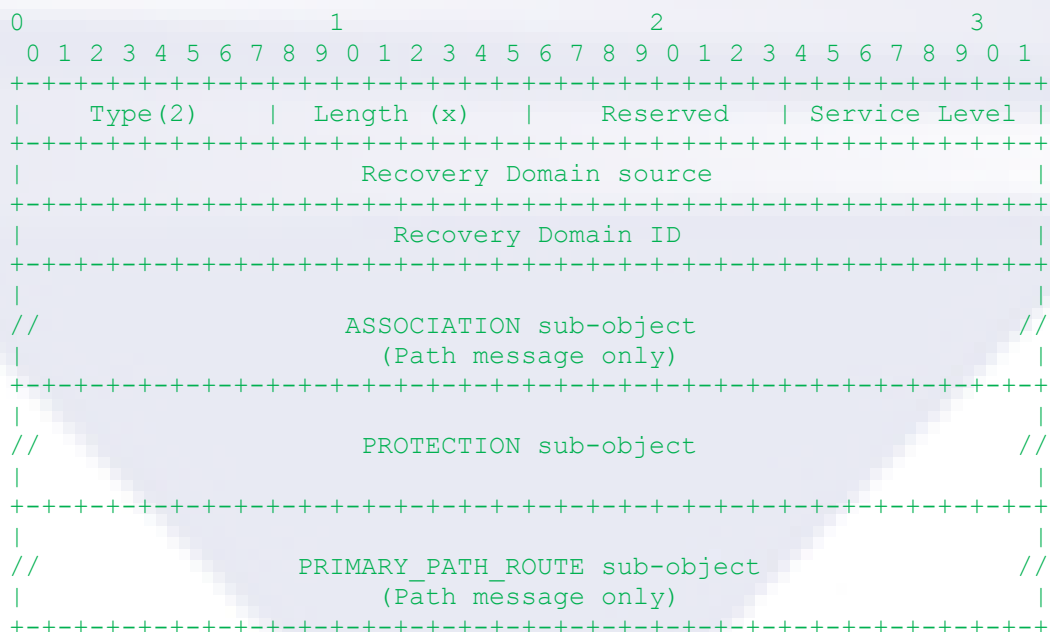 0                   1                   2                   3
 0 1 2 3 4 5 6 7 8 9 0 1 2 3 4 5 6 7 8 9 0 1 2 3 4 5 6 7 8 9 0 1
+-+-+-+-+-+-+-+-+-+-+-+-+-+-+-+-+-+-+-+-+-+-+-+-+-+-+-+-+-+-+-+-+
|    Type(2)    |  Length (x)   |    Reserved   | Service Level |
+-+-+-+-+-+-+-+-+-+-+-+-+-+-+-+-+-+-+-+-+-+-+-+-+-+-+-+-+-+-+-+-+
|                     Recovery Domain source                    |
+-+-+-+-+-+-+-+-+-+-+-+-+-+-+-+-+-+-+-+-+-+-+-+-+-+-+-+-+-+-+-+-+
|                       Recovery Domain ID                      |
+-+-+-+-+-+-+-+-+-+-+-+-+-+-+-+-+-+-+-+-+-+-+-+-+-+-+-+-+-+-+-+-+
|                                                               |
//                   ASSOCIATION sub-object                    //
|                      (Path message only)                      |
+-+-+-+-+-+-+-+-+-+-+-+-+-+-+-+-+-+-+-+-+-+-+-+-+-+-+-+-+-+-+-+-+
|                                                               |
//                    PROTECTION sub-object                    //
|                                                               |
+-+-+-+-+-+-+-+-+-+-+-+-+-+-+-+-+-+-+-+-+-+-+-+-+-+-+-+-+-+-+-+-+
|                                                               |
//                PRIMARY_PATH_ROUTE sub-object                //
|                      (Path message only)                      |
+-+-+-+-+-+-+-+-+-+-+-+-+-+-+-+-+-+-+-+-+-+-+-+-+-+-+-+-+-+-+-+-+